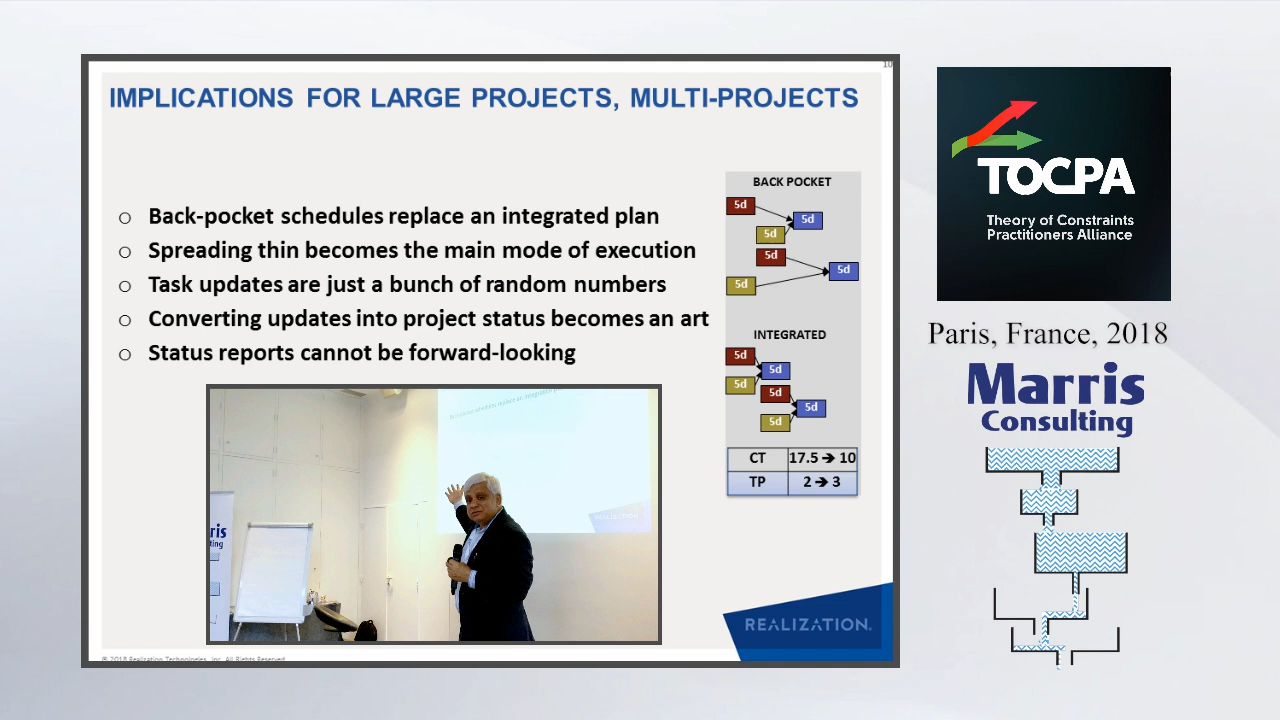 10
IMPLICATIONS FOR LARGE PROJECTS, MULTI-PROJECTS
o Back-pocket schedules replace an integrated plan
o Spreading thin becomes the main mode of execution
o Task updates are just a bunch of random numbers
o Converting updates into project status becomes an art
o Status reports cannot be forward-looking
BACK POCKET
5d
5d
5d
5d
5d
5d
INTEGRATED
5d
5d
5d
5d
5d
5d
CT 17.5 → 10
TP 2 → 3
ris
ting
REALIZATION
REALIZATION.
© 2018 Realization Technologies, Inc. All Rights Reserved
TOCPA
Theory of Constraints
Practitioners Alliance
Paris, France, 2018
Marris
Consulting